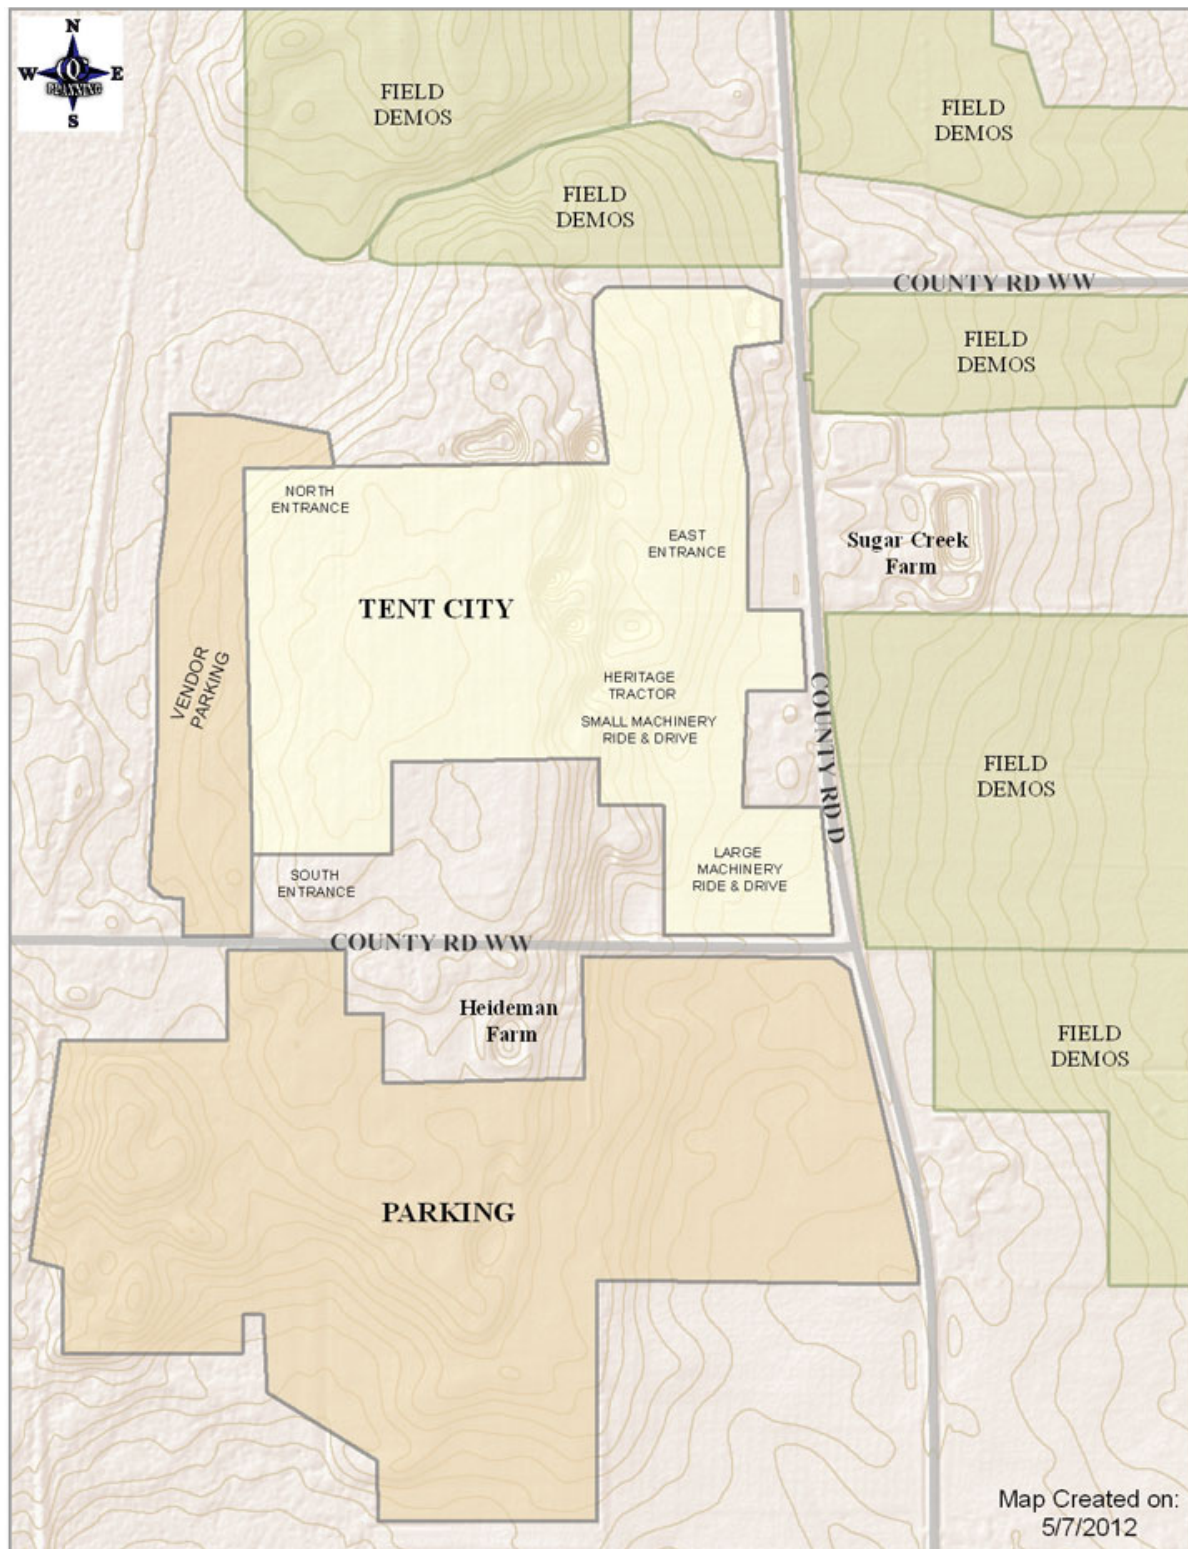 N
W E
S
PLANNING
FIELD
DEMOS
FIELD
DEMOS
FIELD
DEMOS
COUNTY RD WW
FIELD
DEMOS
NORTH
ENTRANCE
EAST
ENTRANCE
Sugar Creek
Farm
TENT CITY
VENDOR
PARKING
HERITAGE
TRACTOR
SMALL MACHINERY
RIDE & DRIVE
COUNTY RD D
FIELD
DEMOS
LARGE
MACHINERY
RIDE & DRIVE
SOUTH
ENTRANCE
COUNTY RD WW
Heideman
Farm
FIELD
DEMOS
PARKING
Map Created on:
5/7/2012